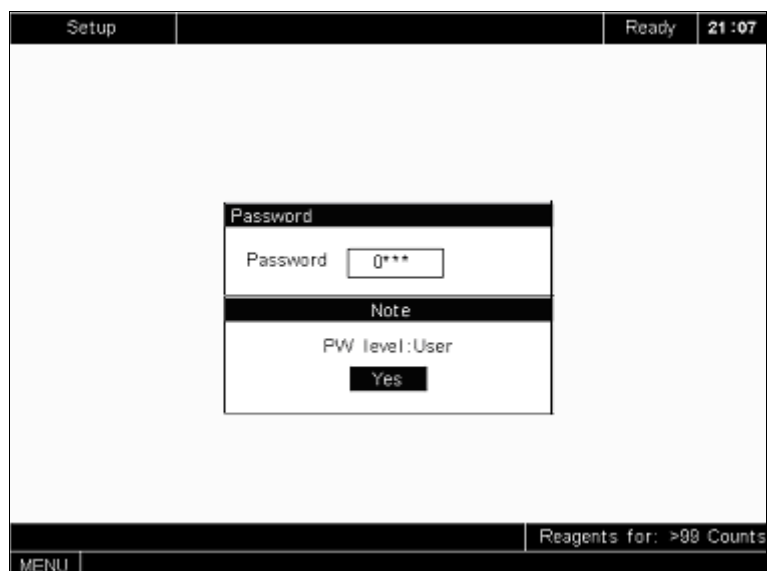 Setup Ready 21:07
Password
Password 0***
Note
PW level:User
Yes
Reagents for: >99 Counts
MENU